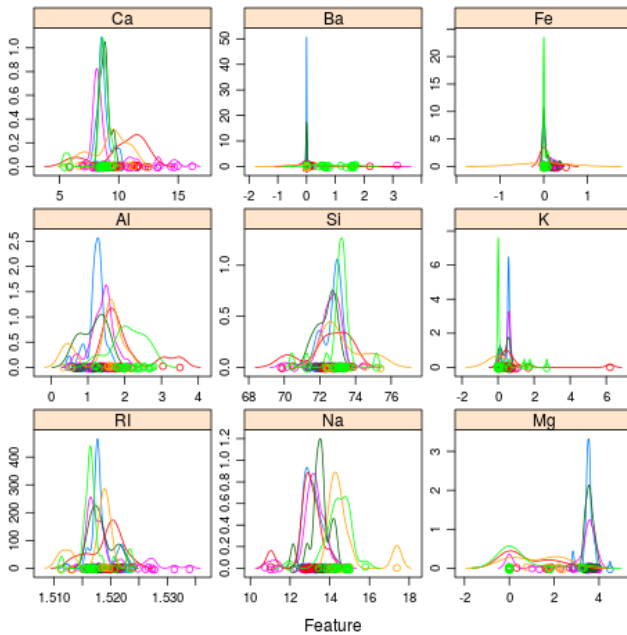 Ca Ba Fe
0.0 0.2 0.4 0.6 0.8 1.0
5 10 15
0 10 20 30 40 50
-2 -1 0 1 2 3
0 5 10 15 20
-1 0 1
Al Si K
0.0 0.5 1.0 1.5 2.0 2.5
0 1 2 3 4
0.0 0.5 1.0
68 70 72 74 76
0 2 4 6
-2 0 2 4 6
RI Na Mg
0 100 200 300 400
1.510 1.520 1.530
0.0 0.2 0.4 0.6 0.8 1.0 1.2
10 12 14 16 18
0 1 2 3
-2 0 2 4
Feature